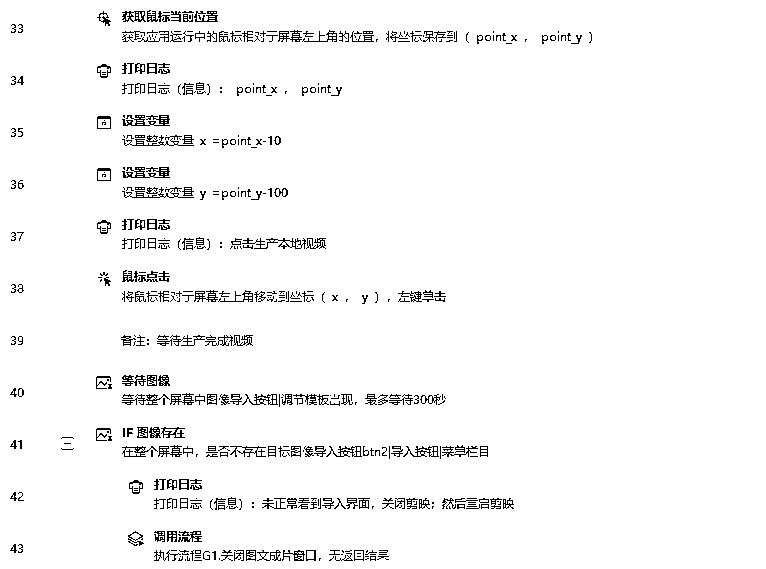 33
获取鼠标当前位置
获取应用运行中的鼠标相对于屏幕左上角的位置，将坐标保存到（ point_x ， point_y ）
34
打印日志
打印日志（信息）： point_x ， point_y
35
设置变量
设置整数变量 x =point_x-10
36
设置变量
设置整数变量 y =point_y-100
37
打印日志
打印日志（信息）：点击生产本地视频
38
鼠标点击
将鼠标相对于屏幕左上角移动到坐标（ x ， y ），左键单击
39
备注：等待生产完成视频
40
等待图像
等待整个屏幕中图像导入按钮|调节模板出现，最多等待300秒
41
IF 图像存在
在整个屏幕中，是否不存在目标图像导入按钮btn2|导入按钮|菜单栏目
42
打印日志
打印日志（信息）：未正常看到导入界面，关闭剪映；然后重启剪映
43
调用流程
执行流程G1.关闭图文成片窗口，无返回结果